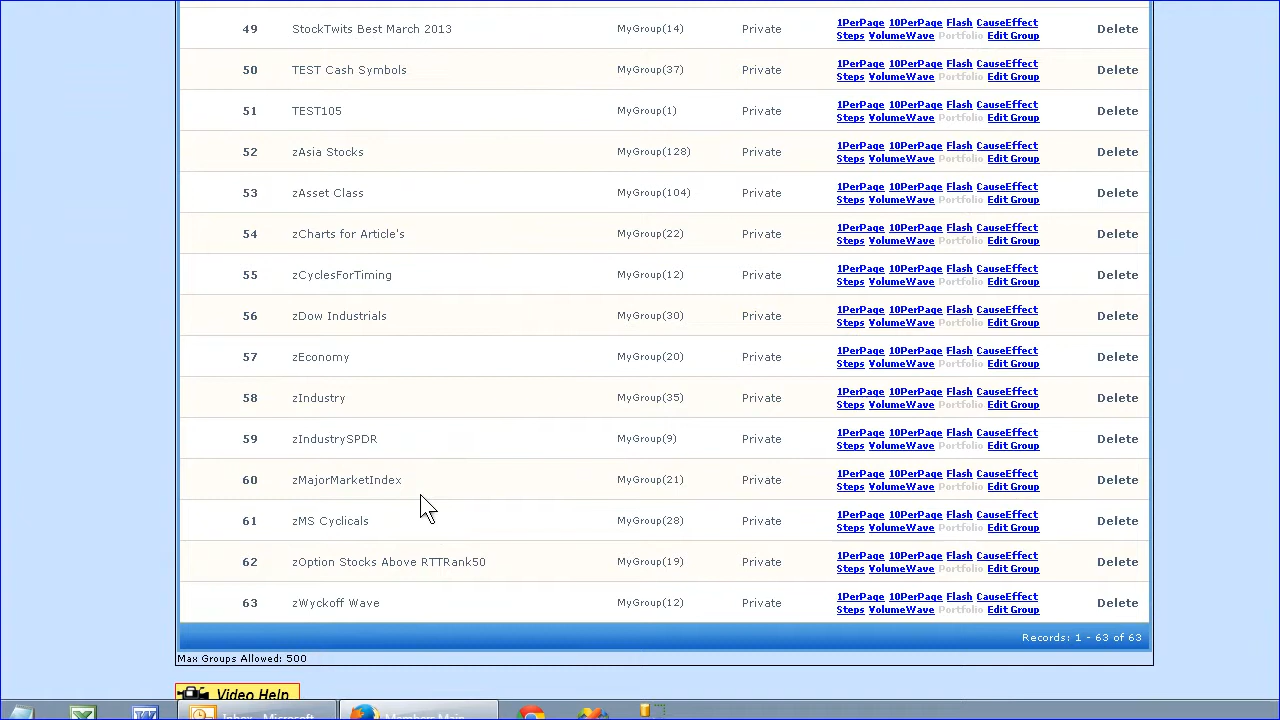 49 StockTwits Best March 2013 MyGroup(14) Private 1PerPage 10PerPage Flash CauseEffect Delete
Steps VolumeWave Portfolio Edit Group
50 TEST Cash Symbols MyGroup(37) Private 1PerPage 10PerPage Flash CauseEffect Delete
Steps VolumeWave Portfolio Edit Group
51 TEST105 MyGroup(1) Private 1PerPage 10PerPage Flash CauseEffect Delete
Steps VolumeWave Portfolio Edit Group
52 zAsia Stocks MyGroup(128) Private 1PerPage 10PerPage Flash CauseEffect Delete
Steps VolumeWave Portfolio Edit Group
53 zAsset Class MyGroup(104) Private 1PerPage 10PerPage Flash CauseEffect Delete
Steps VolumeWave Portfolio Edit Group
54 zCharts for Article's MyGroup(22) Private 1PerPage 10PerPage Flash CauseEffect Delete
Steps VolumeWave Portfolio Edit Group
55 zCyclesForTiming MyGroup(12) Private 1PerPage 10PerPage Flash CauseEffect Delete
Steps VolumeWave Portfolio Edit Group
56 zDow Industrials MyGroup(30) Private 1PerPage 10PerPage Flash CauseEffect Delete
Steps VolumeWave Portfolio Edit Group
57 zEconomy MyGroup(20) Private 1PerPage 10PerPage Flash CauseEffect Delete
Steps VolumeWave Portfolio Edit Group
58 zIndustry MyGroup(35) Private 1PerPage 10PerPage Flash CauseEffect Delete
Steps VolumeWave Portfolio Edit Group
59 zIndustrySPDR MyGroup(9) Private 1PerPage 10PerPage Flash CauseEffect Delete
Steps VolumeWave Portfolio Edit Group
60 zMajorMarketIndex MyGroup(21) Private 1PerPage 10PerPage Flash CauseEffect Delete
Steps VolumeWave Portfolio Edit Group
61 zMS Cyclicals MyGroup(28) Private 1PerPage 10PerPage Flash CauseEffect Delete
Steps VolumeWave Portfolio Edit Group
62 zOption Stocks Above RTTRank50 MyGroup(19) Private 1PerPage 10PerPage Flash CauseEffect Delete
Steps VolumeWave Portfolio Edit Group
63 zWyckoff Wave MyGroup(12) Private 1PerPage 10PerPage Flash CauseEffect Delete
Steps VolumeWave Portfolio Edit Group
Records: 1 - 63 of 63
Max Groups Allowed: 500
Video Help
Inbox - Microsoft Members Main